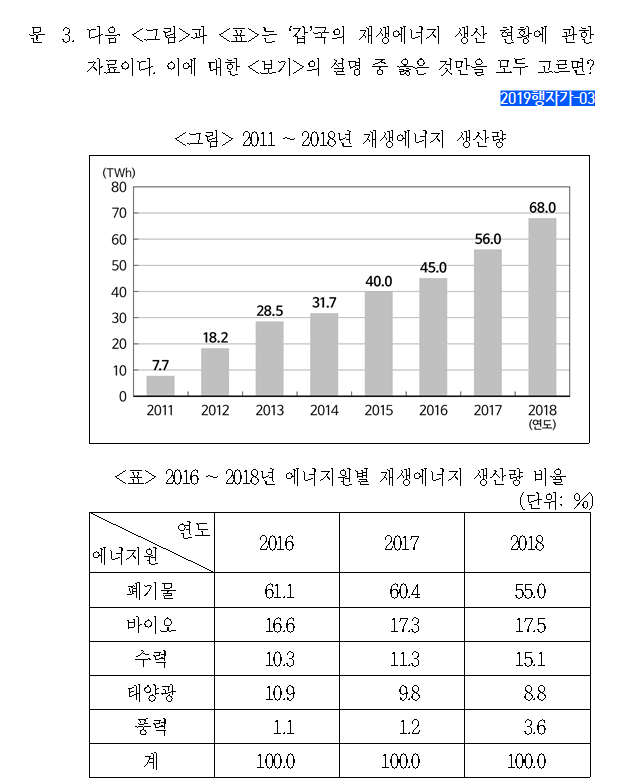 문 3. 다음 <그림>과 <표>는 ‘갑’국의 재생에너지 생산 현황에 관한
자료이다. 이에 대한 <보기>의 설명 중 옳은 것만을 모두 고르면?
2019행자가-03
<그림> 2011 ~ 2018년 재생에너지 생산량
(TWh)
80
70
60
50
40
30
20
10
0
7.7
18.2
28.5
31.7
40.0
45.0
56.0
68.0
2011 2012 2013 2014 2015 2016 2017 2018
(연도)
<표> 2016 ~ 2018년 에너지원별 재생에너지 생산량 비율
(단위: %)
연도
에너지원
2016 2017 2018
폐기물 61.1 60.4 55.0
바이오 16.6 17.3 17.5
수력 10.3 11.3 15.1
태양광 10.9 9.8 8.8
풍력 1.1 1.2 3.6
계 100.0 100.0 100.0